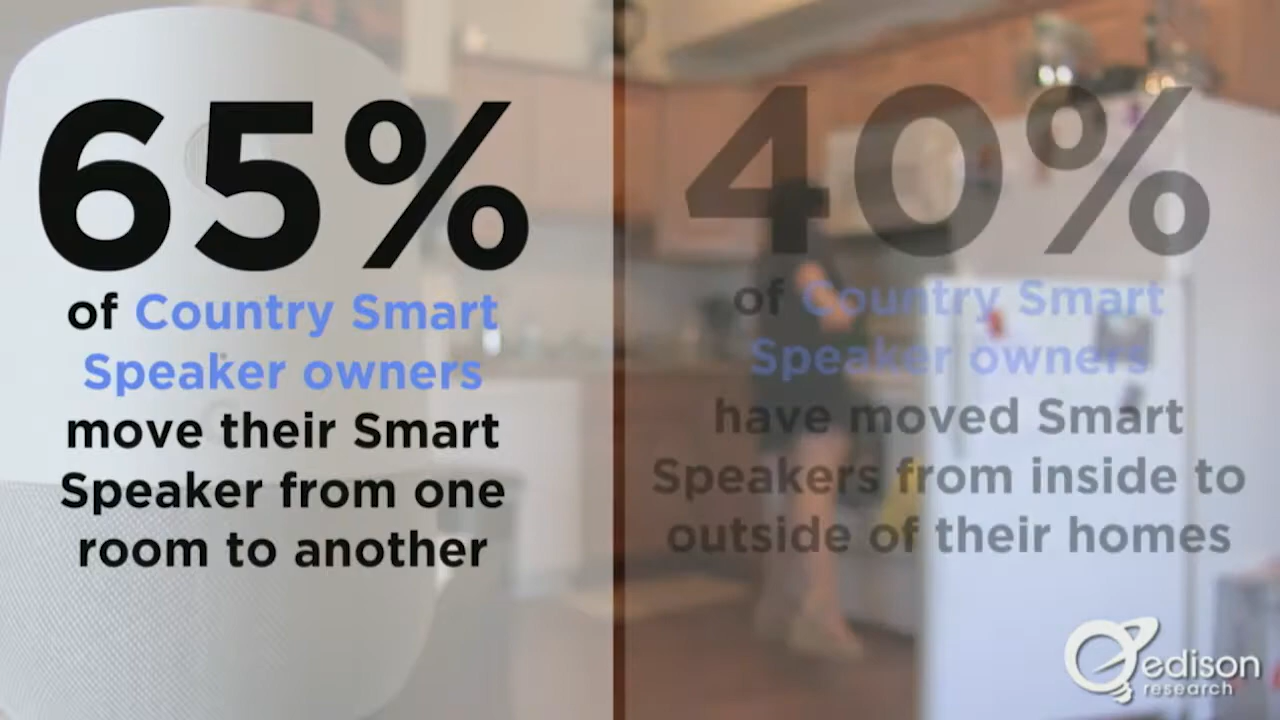 65%
of Country Smart
Speaker owners
move their Smart
Speaker from one
room to another
40%
of Country Smart
Speaker owners
have moved Smart
Speakers from inside to
outside of their homes
edison
research